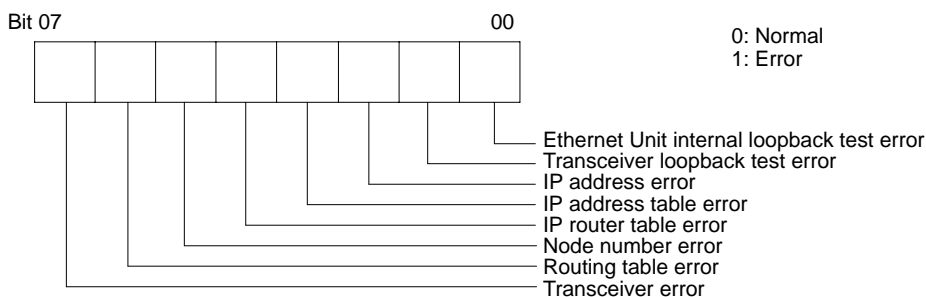 Bit 07 00
0: Normal
1: Error
Ethernet Unit internal loopback test error
Transceiver loopback test error
IP address error
IP address table error
IP router table error
Node number error
Routing table error
Transceiver error